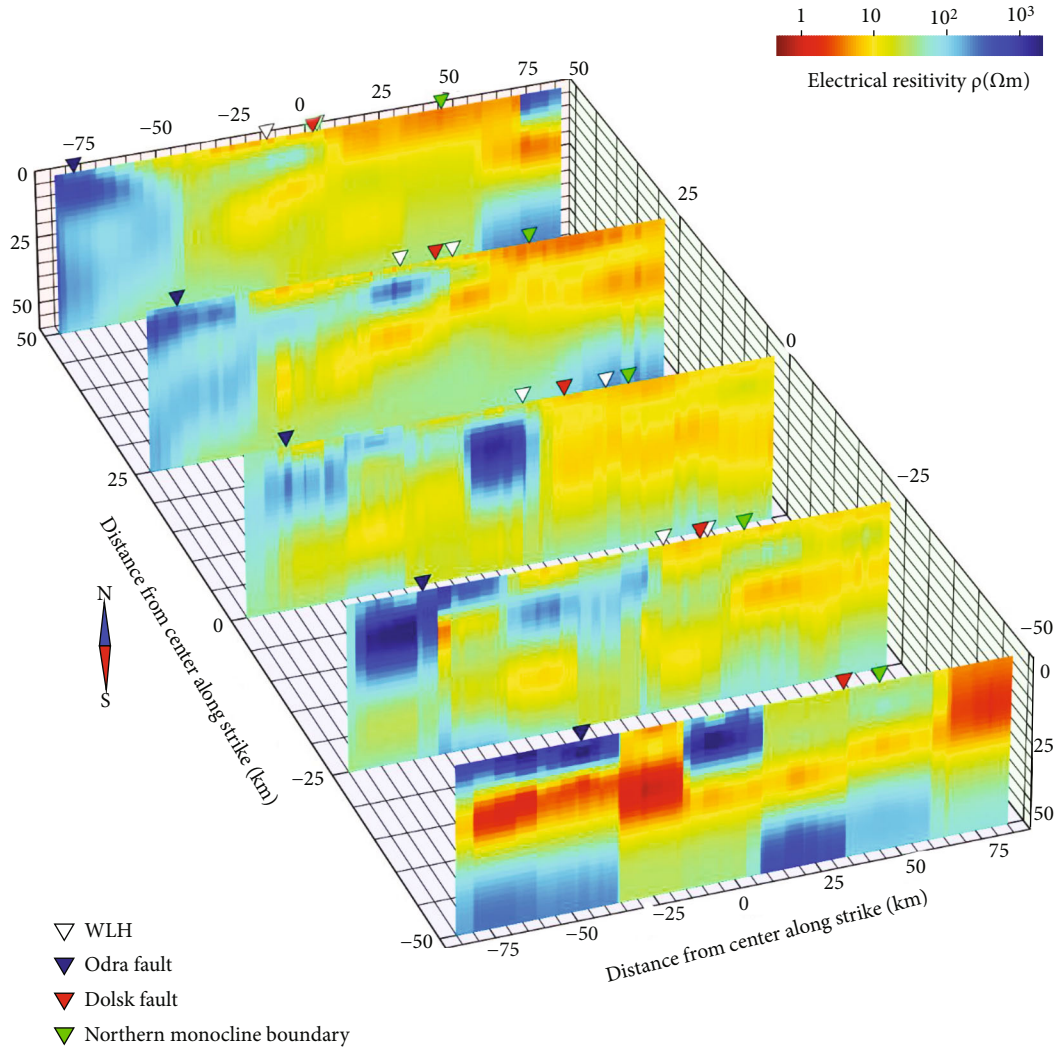 1 10 10² 10³
Electrical resitivity ρ(Ωm)
−75 −50 −25 0 25 50 75 50
0
25
50
50
25
0
−25
−50
25
0
−25
−50
0
25
50
Distance from center along strike (km)
N
S
−75 −50 −25 0 25 50 75
Distance from center along strike (km)
WLH
Odra fault
Dolsk fault
Northern monocline boundary